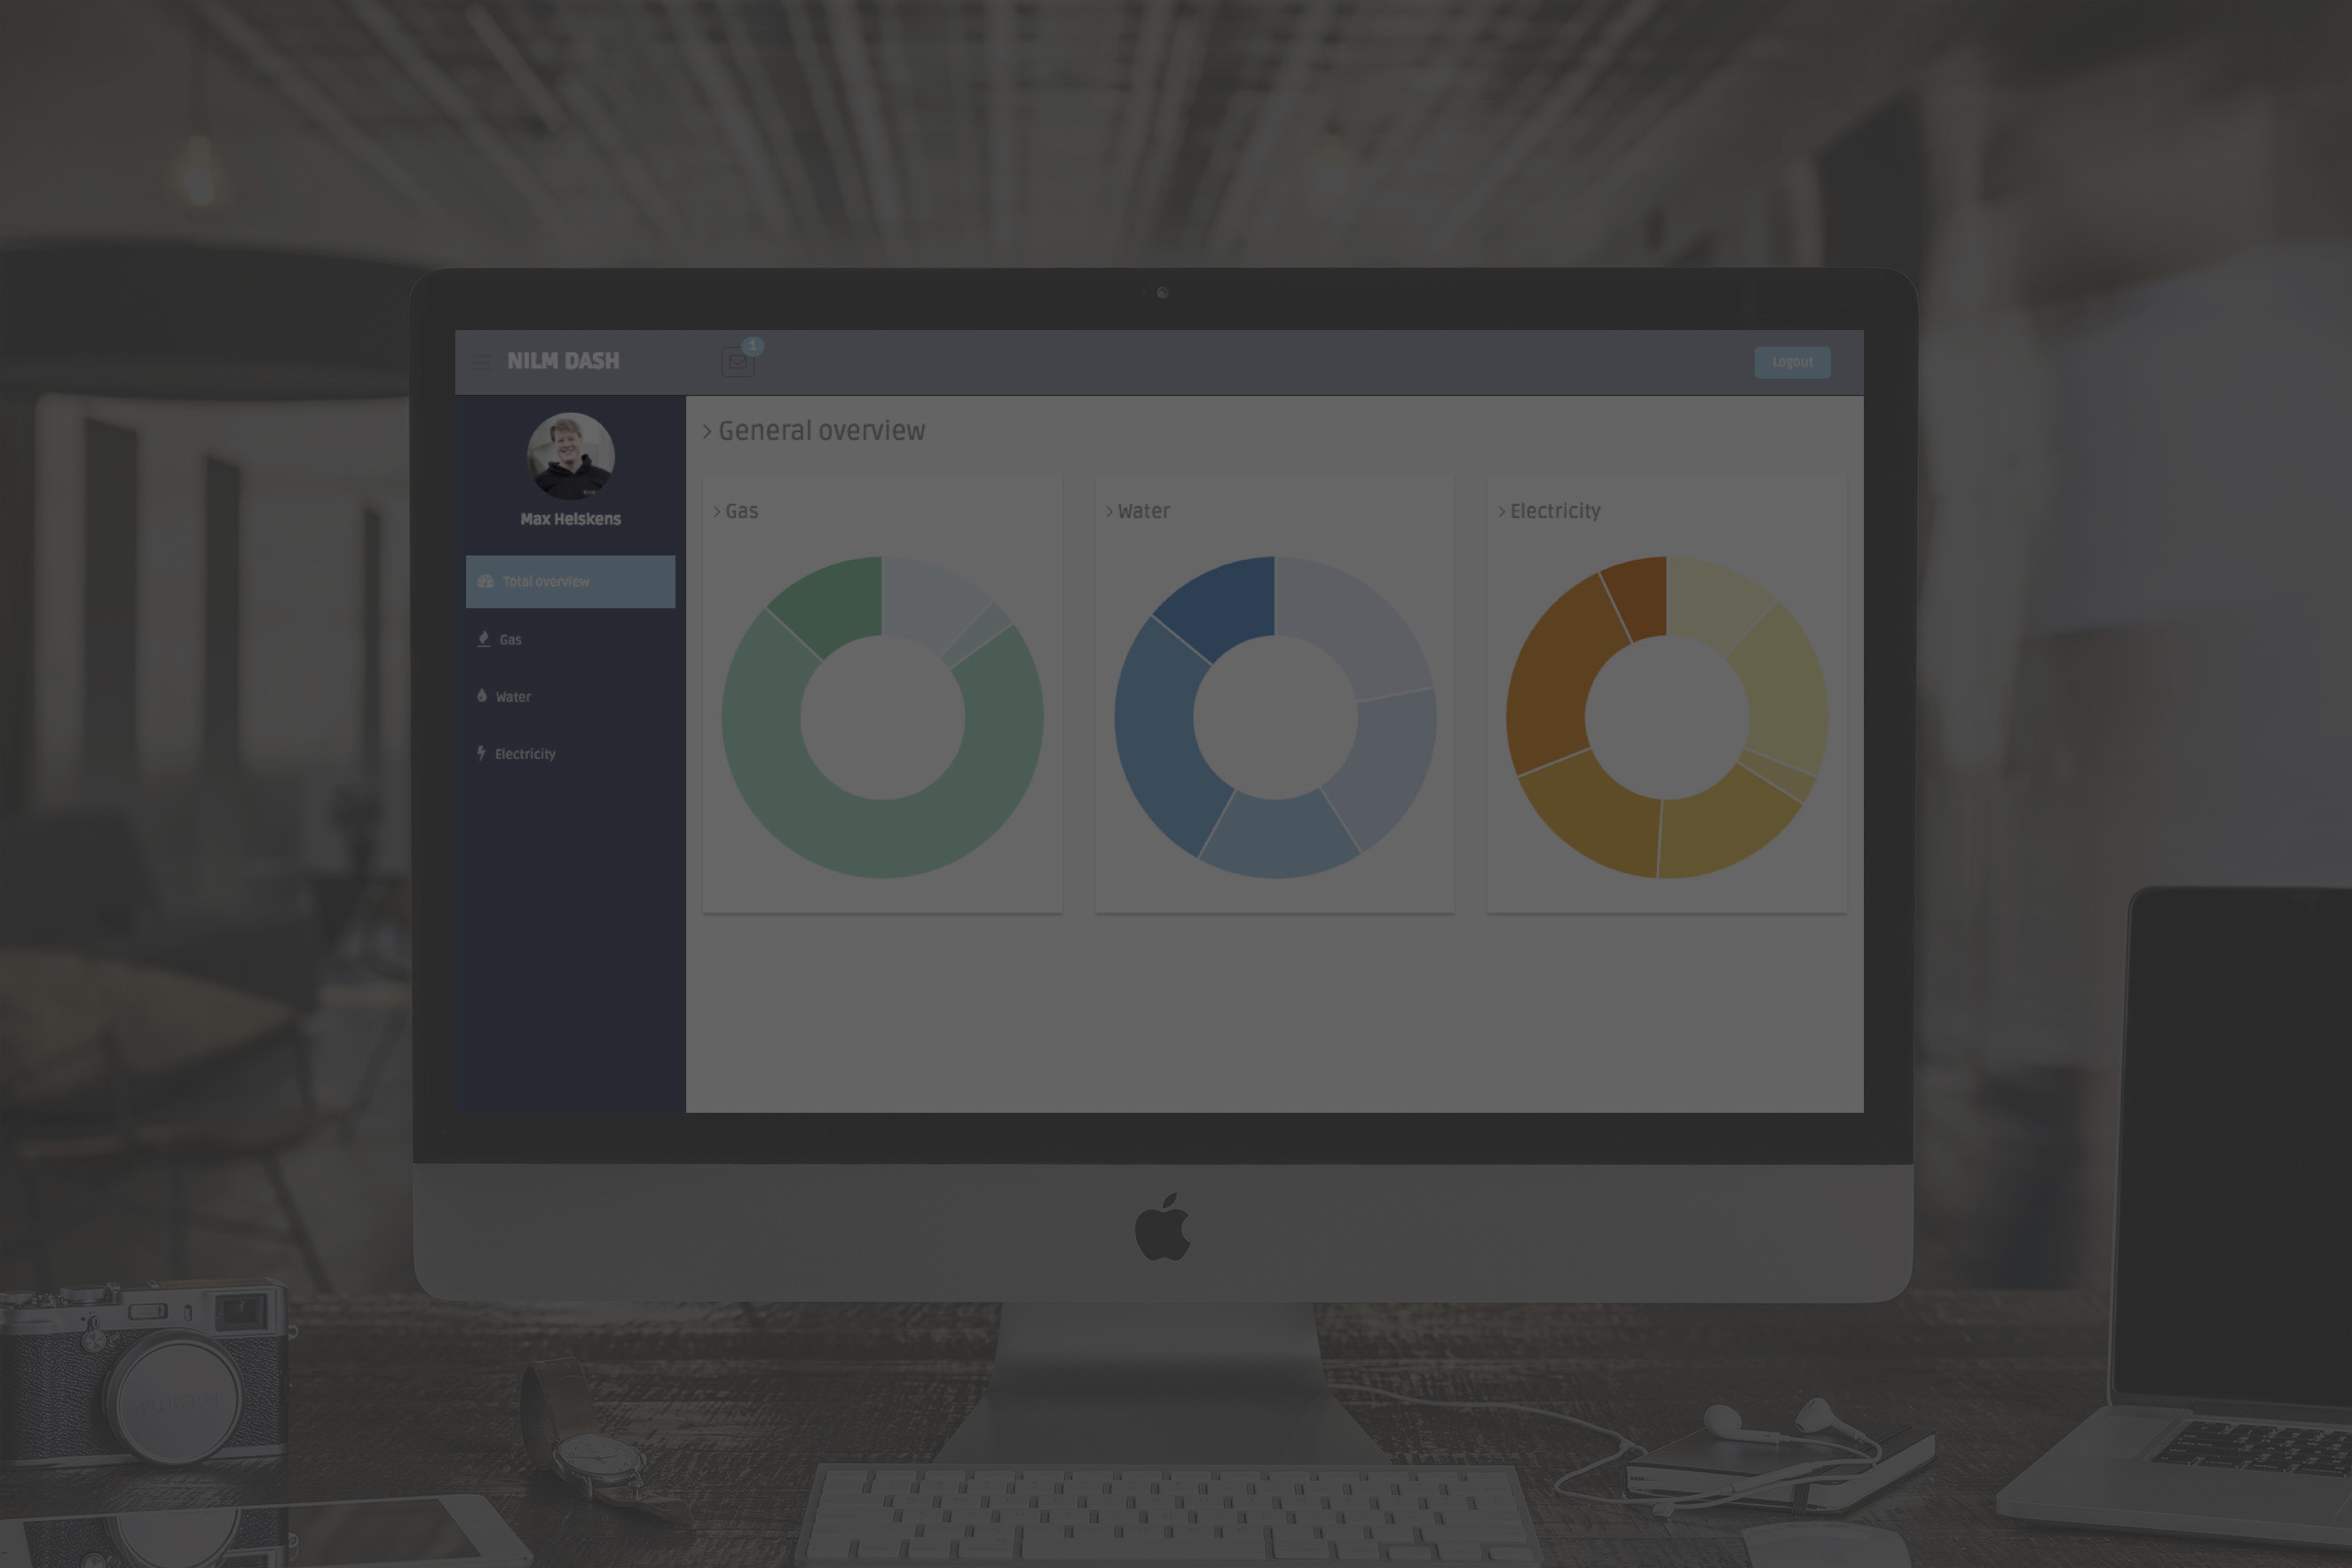 NILM DASH
1
Logout
Max Helskens
Total overview
Gas
Water
Electricity
General overview
Gas
Water
Electricity